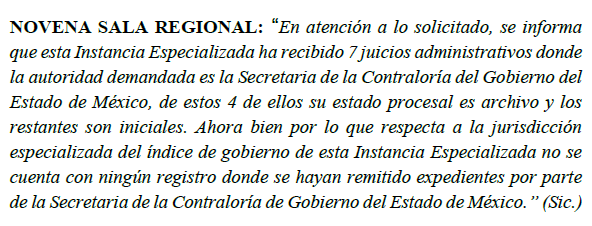 NOVENA SALA REGIONAL: “En atención a lo solicitado, se informa
que esta Instancia Especializada ha recibido 7 juicios administrativos donde
la autoridad demandada es la Secretaria de la Contraloría del Gobierno del
Estado de México, de estos 4 de ellos su estado procesal es archivo y los
restantes son iniciales. Ahora bien por lo que respecta a la jurisdicción
especializada del índice de gobierno de esta Instancia Especializada no se
cuenta con ningún registro donde se hayan remitido expedientes por parte
de la Secretaria de la Contraloría de Gobierno del Estado de México.” (Sic.)